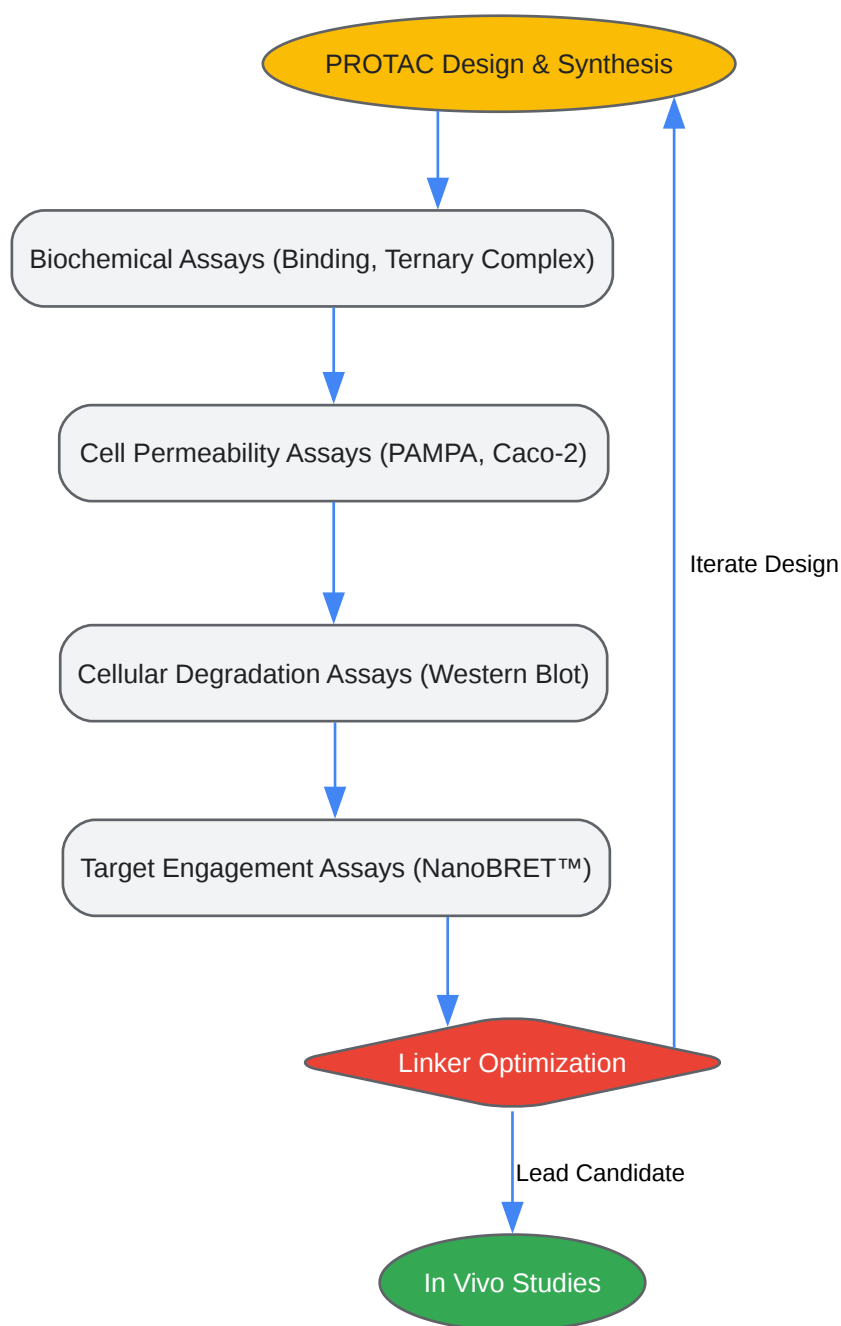 PROTAC Design & Synthesis
Biochemical Assays (Binding, Ternary Complex)
Cell Permeability Assays (PAMPA, Caco-2)
Iterate Design
Cellular Degradation Assays (Western Blot)
Target Engagement Assays (NanoBRET™)
Linker Optimization
Lead Candidate
In Vivo Studies